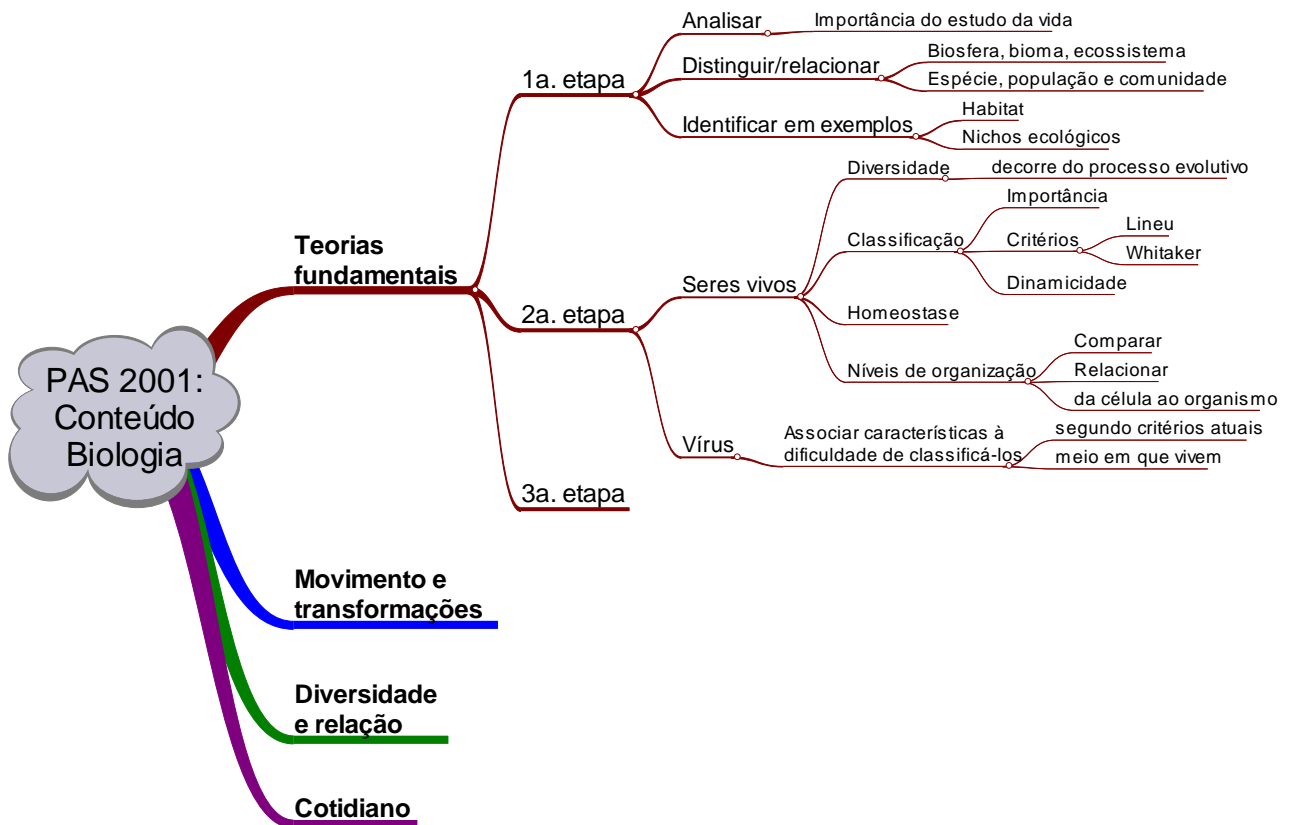 PAS 2001:
Conteúdo
Biologia
Teorias
fundamentais
1a. etapa
Analisar
Importância do estudo da vida
Distinguir/relacionar
Biosfera, bioma, ecossistema
Espécie, população e comunidade
Identificar em exemplos
Habitat
Nichos ecológicos
2a. etapa
Seres vivos
Diversidade
decorre do processo evolutivo
Classificação
Importância
Critérios
Lineu
Whitaker
Dinamicidade
Homeostase
Níveis de organização
Comparar
Relacionar
da célula ao organismo
Vírus
Associar características à
dificuldade de classificá-los
segundo critérios atuais
meio em que vivem
3a. etapa
Movimento e
transformações
Diversidade
e relação
Cotidiano